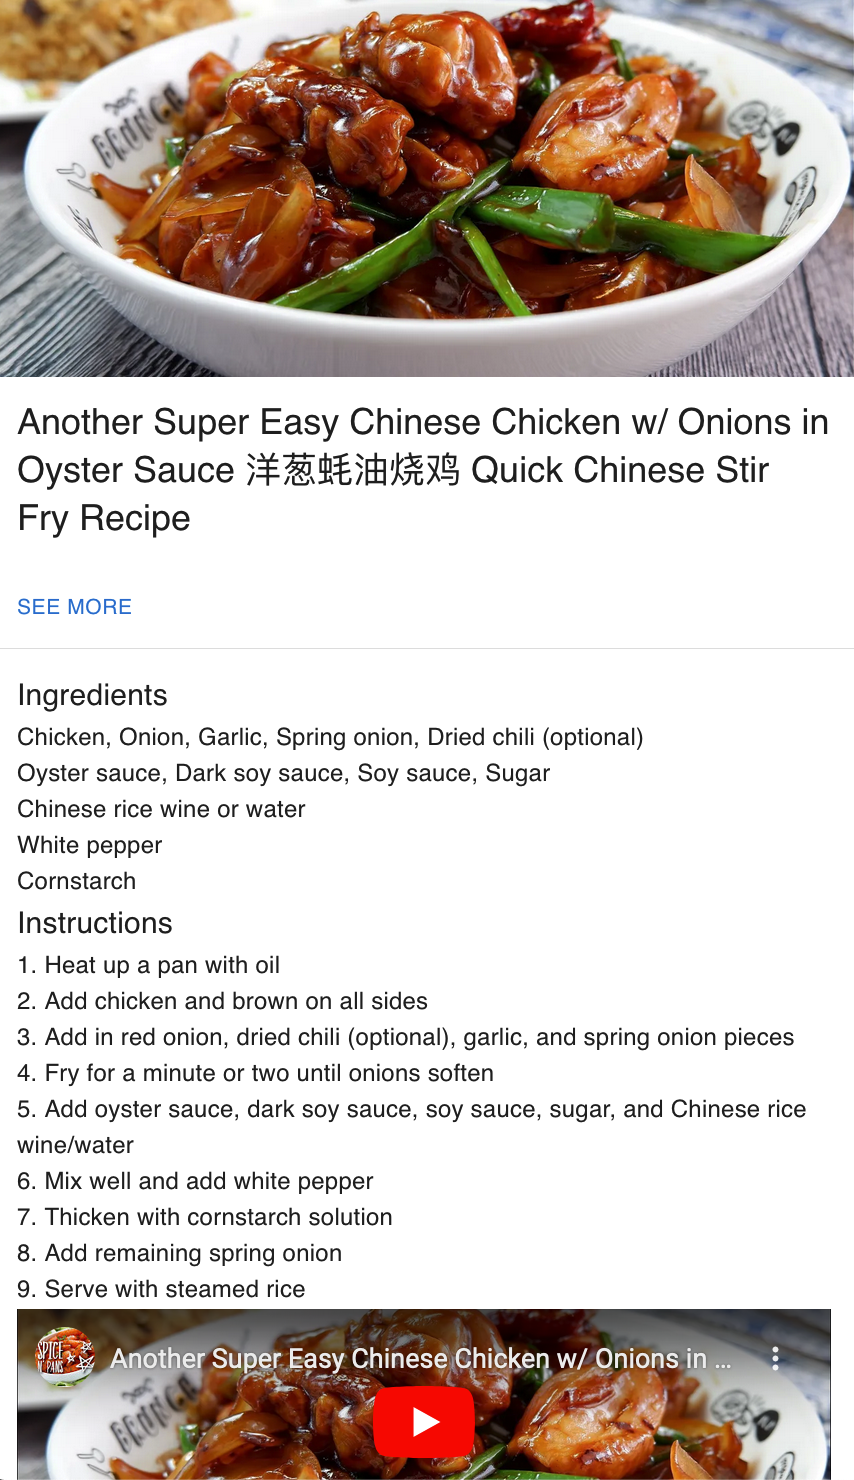 BRUNCH
Another Super Easy Chinese Chicken w/ Onions in
Oyster Sauce 洋葱蚝油烧鸡 Quick Chinese Stir
Fry Recipe
SEE MORE
Ingredients
Chicken, Onion, Garlic, Spring onion, Dried chili (optional)
Oyster sauce, Dark soy sauce, Soy sauce, Sugar
Chinese rice wine or water
White pepper
Cornstarch
Instructions
1. Heat up a pan with oil
2. Add chicken and brown on all sides
3. Add in red onion, dried chili (optional), garlic, and spring onion pieces
4. Fry for a minute or two until onions soften
5. Add oyster sauce, dark soy sauce, soy sauce, sugar, and Chinese rice
wine/water
6. Mix well and add white pepper
7. Thicken with cornstarch solution
8. Add remaining spring onion
9. Serve with steamed rice
SPICE
N' PANS
Another Super Easy Chinese Chicken w/ Onions in ...